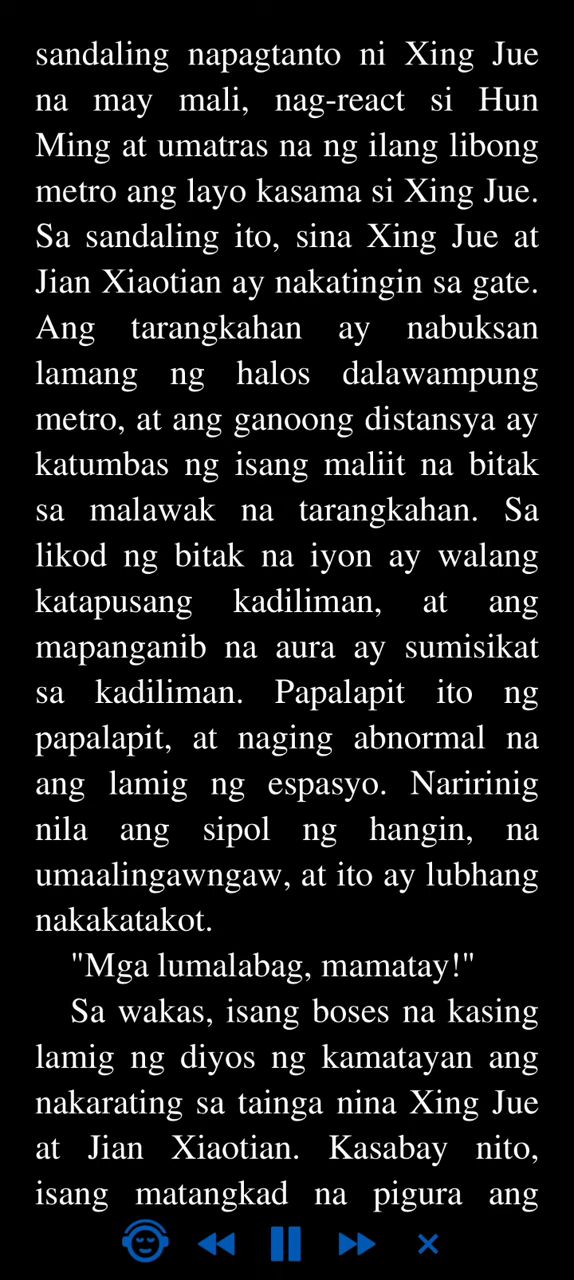 sandaling napagtanto ni Xing Jue
na may mali, nag-react si Hun
Ming at umatras na ng ilang libong
metro ang layo kasama si Xing Jue.
Sa sandaling ito, sina Xing Jue at
Jian Xiaotian ay nakatingin sa gate.
Ang tarangkahan ay nabuksan
lamang ng halos dalawampung
metro, at ang ganoong distansya ay
katumbas ng isang maliit na bitak
sa malawak na tarangkahan. Sa
likod ng bitak na iyon ay walang
katapusang kadiliman, at ang
mapanganib na aura ay sumisikat
sa kadiliman. Papalapit ito ng
papalapit, at naging abnormal na
ang lamig ng espasyo. Naririnig
nila ang sipol ng hangin, na
umaalingawngaw, at ito ay lubhang
nakakatakot.
"Mga lumalabag, mamatay!"
Sa wakas, isang boses na kasing
lamig ng diyos ng kamatayan ang
nakarating sa tainga nina Xing Jue
at Jian Xiaotian. Kasabay nito,
isang matangkad na pigura ang